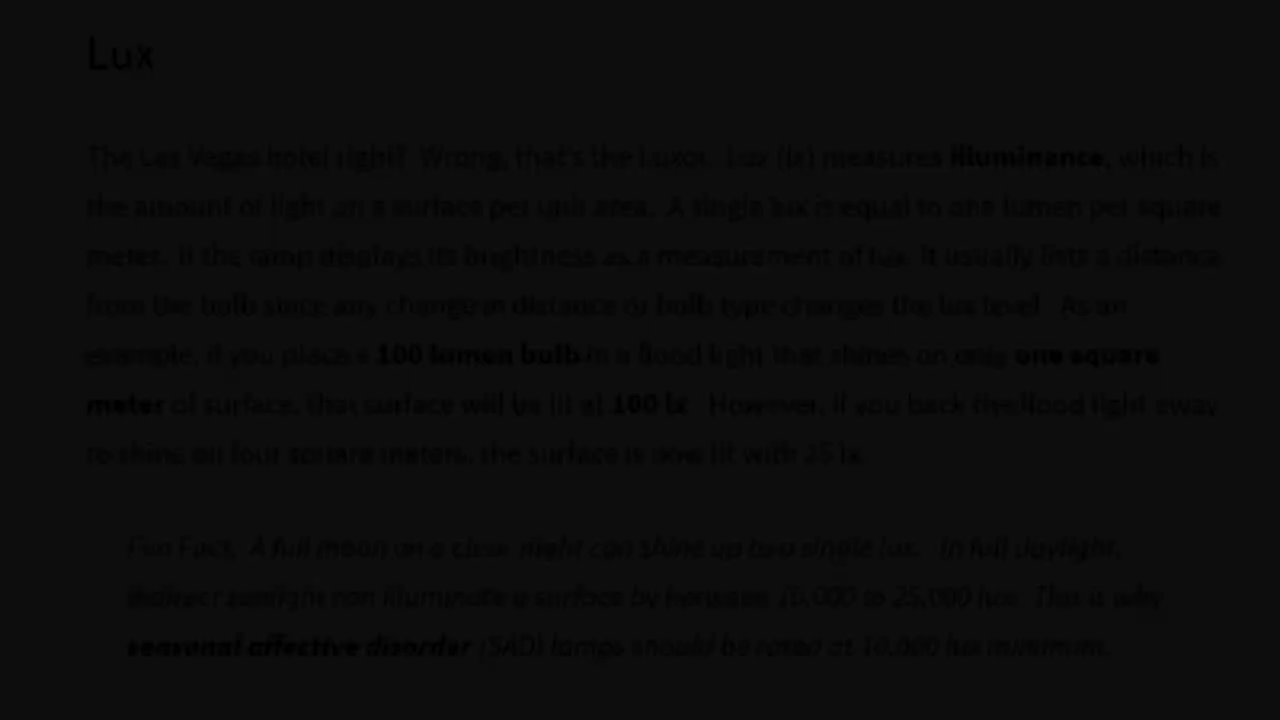 Lux
The Las Vegas hotel right? Wrong, that's the Luxor. Lux (lx) measures illuminance, which is
the amount of light on a surface per unit area. A single lux is equal to one lumen per square
meter. If the lamp displays its brightness as a measurement of lux, it usually lists a distance
from the bulb since any change in distance or bulb type changes the lux level. As an
example, if you place a 100 lumen bulb in a flood light that shines on only one square
meter of surface, that surface will be lit at 100 lx. However, if you back the flood light away
to shine on four square meters, the surface is now lit with 25 lx.
Fun Fact: A full moon on a clear night can shine up to a single lux. In full daylight,
indirect sunlight can illuminate a surface by between 10,000 to 25,000 lux. This is why
seasonal affective disorder (SAD) lamps should be rated at 10,000 lux minimum.